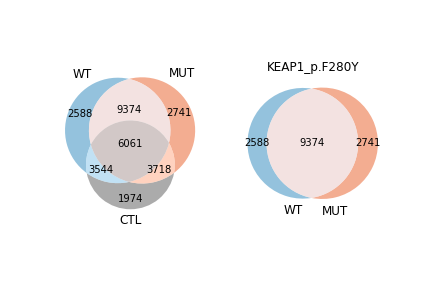 WT
MUT
2588
9374
2741
6061
3544
3718
1974
CTL
KEAP1_p.F280Y
2588
9374
2741
WT
MUT